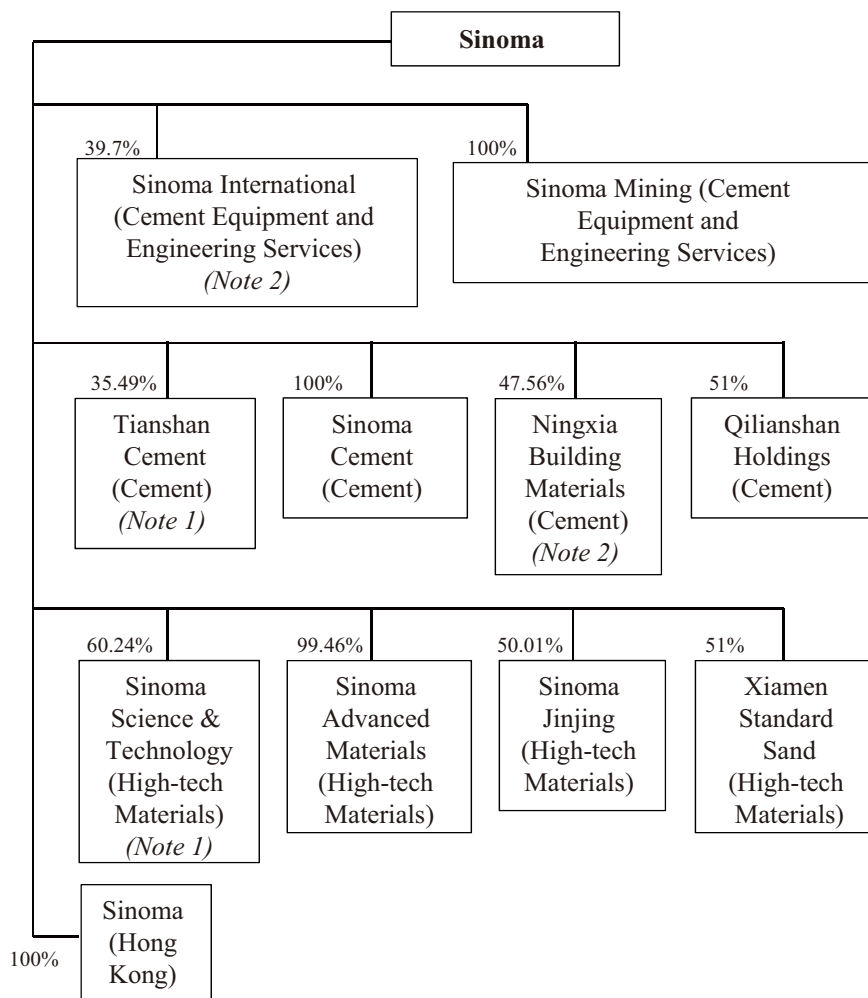 Sinoma
39.7%
Sinoma International
(Cement Equipment and
Engineering Services)
(Note 2)
100%
Sinoma Mining (Cement
Equipment and
Engineering Services)
35.49%
Tianshan
Cement
(Cement)
(Note 1)
100%
Sinoma
Cement
(Cement)
47.56%
Ningxia
Building
Materials
(Cement)
(Note 2)
51%
Qilianshan
Holdings
(Cement)
60.24%
Sinoma
Science &
Technology
(High-tech
Materials)
(Note 1)
99.46%
Sinoma
Advanced
Materials
(High-tech
Materials)
50.01%
Sinoma
Jinjing
(High-tech
Materials)
51%
Xiamen
Standard
Sand
(High-tech
Materials)
100%
Sinoma
(Hong
Kong)